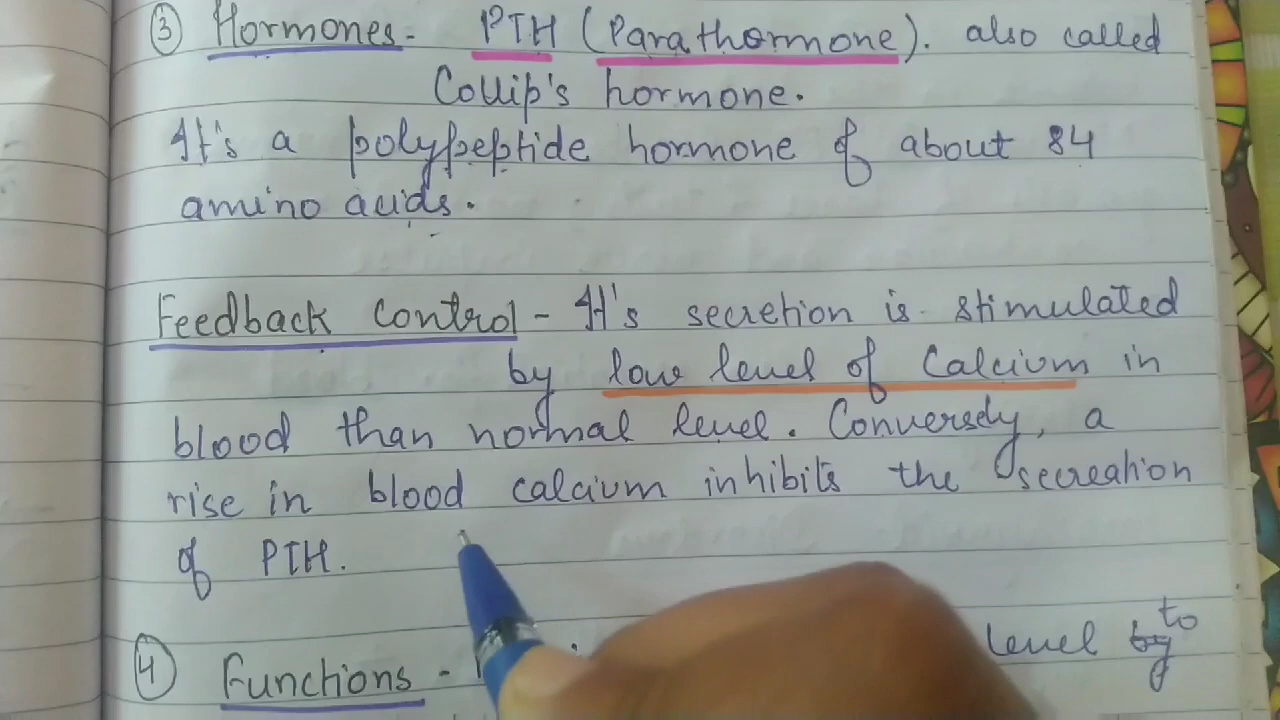 ③ Hormones - PTH (Parathormone). also called
Collip's hormone.
It's a polypeptide hormone of about 84
amino acids.
Feedback control - It's secretion is stimulated
by low level of Calcium in
blood than normal level. Conversely, a
rise in blood calcium inhibits the secreation
of PTH.
to
④ Functions - level by